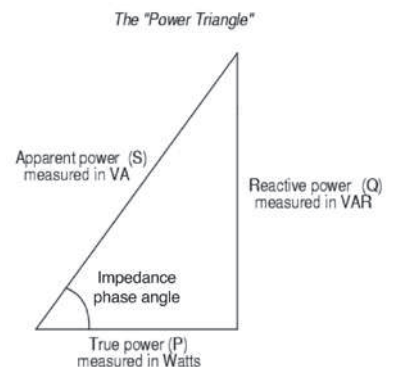 The "Power Triangle"
Apparent power (S)
measured in VA
Reactive power (Q)
measured in VAR
Impedance
phase angle
True power (P)
measured in Watts